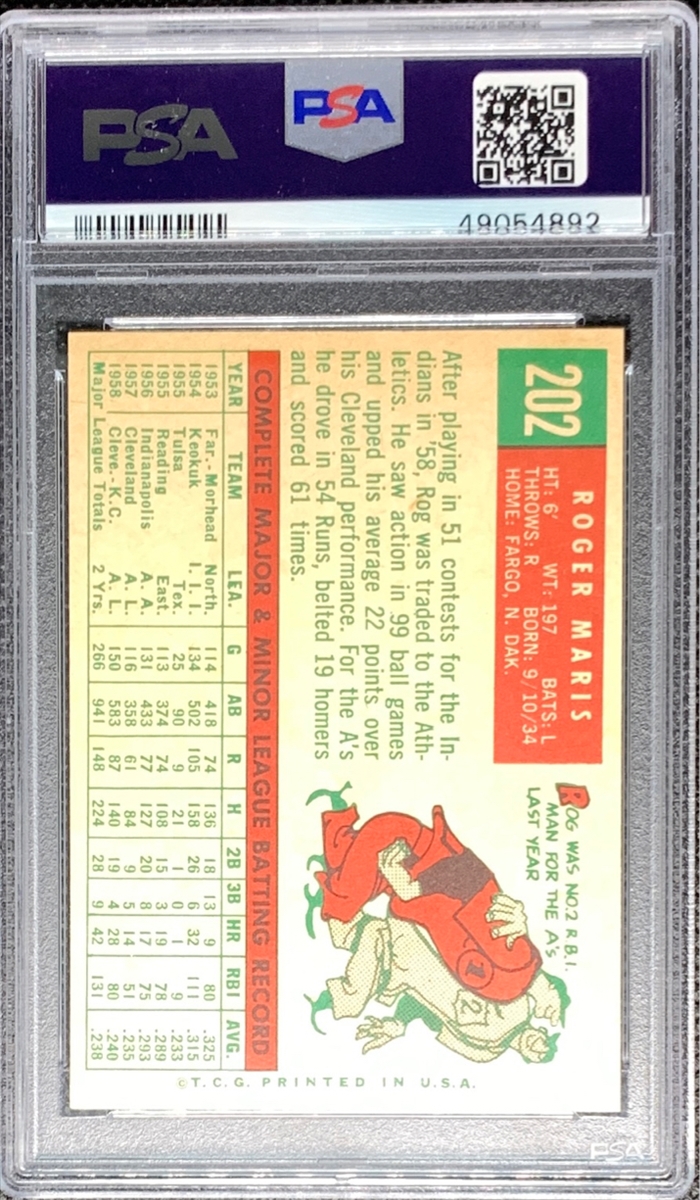 PSA
PSA
49054892
202
ROGER MARIS
HT: 6' WT: 197 BATS: L
THROWS: R BORN: 9/10/34
HOME: FARGO, N. DAK.
After playing in 51 contests for the In-
dians in '58, Rog was traded to the Ath-
letics. He saw action in 99 ball games
and upped his average 22 points over
his Cleveland performance. For the A's
he drove in 54 Runs, belted 19 homers
and scored 61 times.
ROG WAS NO.2 R.B.I.
MAN FOR THE A'S
LAST YEAR
1
2
COMPLETE MAJOR & MINOR LEAGUE BATTING RECORD
YEAR TEAM LEA. G AB R H 2B 3B HR RBI AVG.
1953 Far.-Morhead North. 114 418 74 136 18 13 9 80 .325
1954 Keokuk I. I. I. 134 502 105 158 26 6 32 111 .315
1955 Tulsa Tex. 25 90 9 21 1 0 1 9 .233
1955 Reading East. 113 374 74 108 15 3 19 78 .289
1956 Indianapolis A. A. 131 433 77 127 20 8 17 75 .293
1957 Cleveland A. L. 116 358 61 84 9 5 14 51 .235
1958 Cleve.-K.C. A. L. 150 583 87 140 19 4 28 80 .240
Major League Totals 2 Yrs. 266 941 148 224 28 9 42 131 .238
©T.C.G. PRINTED IN U.S.A.
PSA